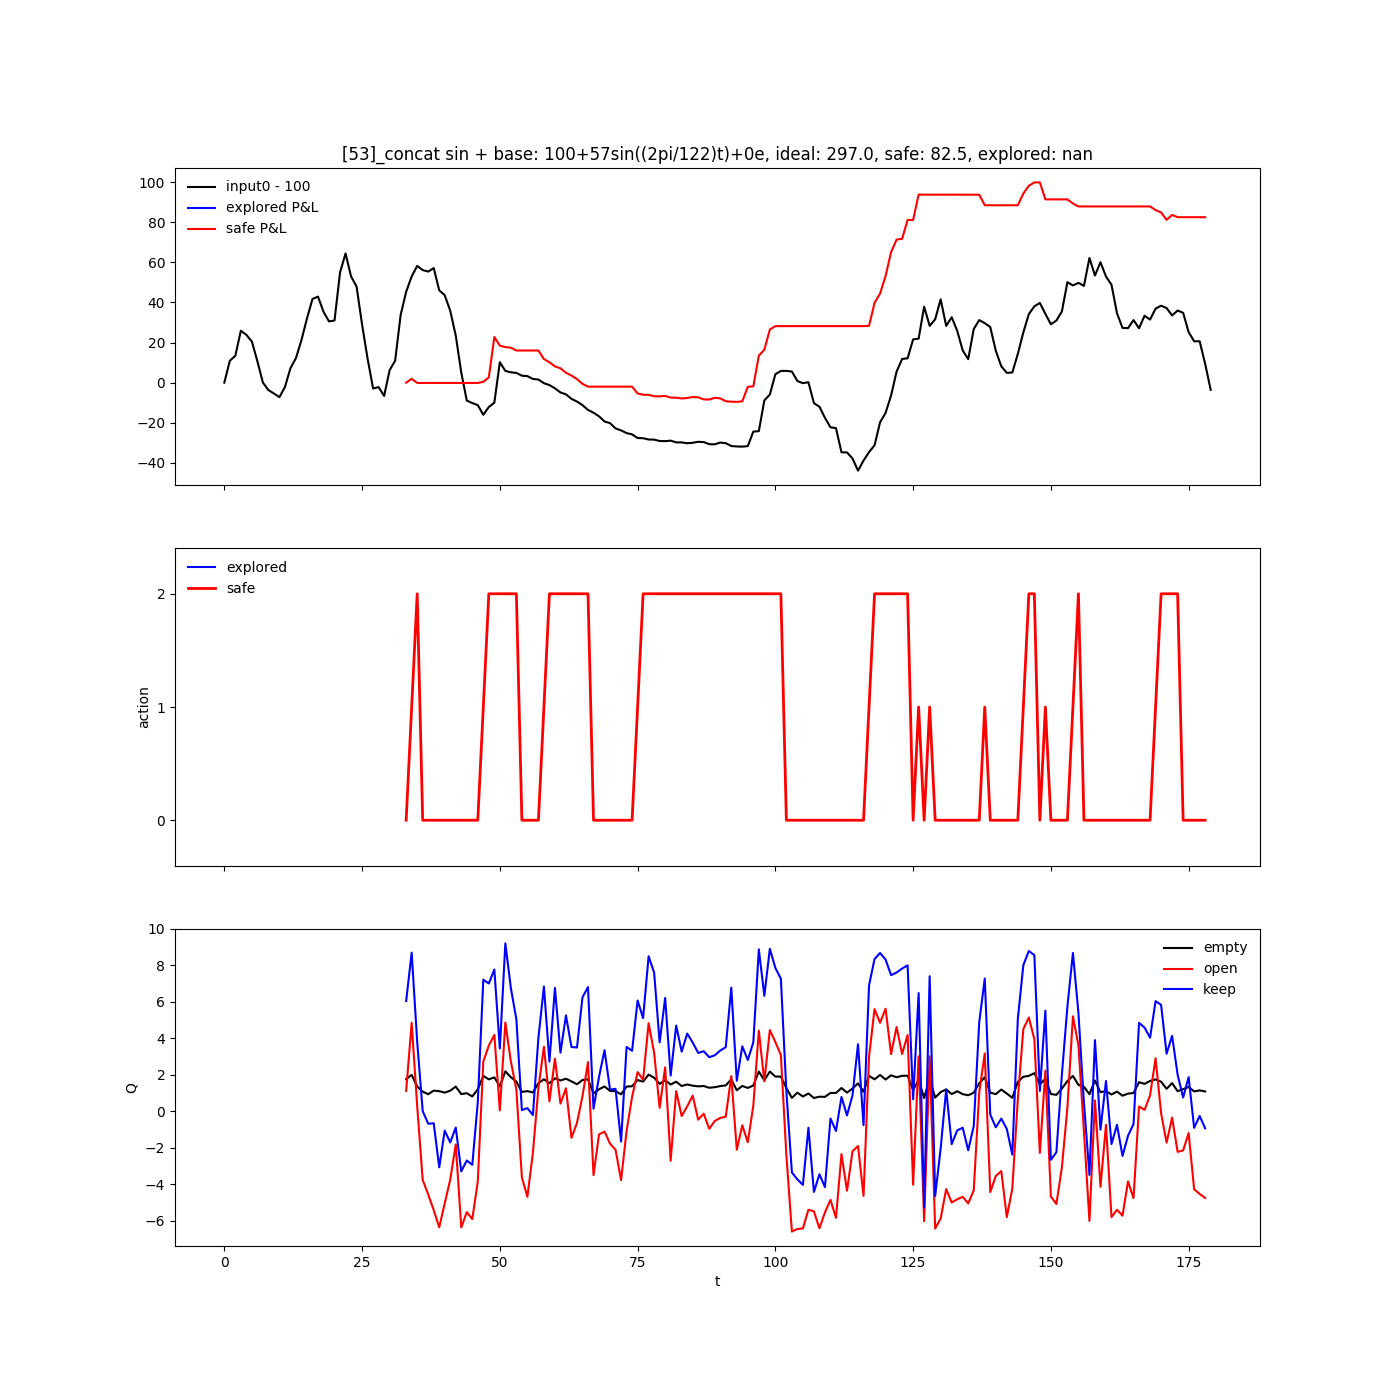 [53]_concat sin + base: 100+57sin((2pi/122)t)+0e, ideal: 297.0, safe: 82.5, explored: nan
100
80
60
40
20
0
−20
−40
input0 - 100
explored P&L
safe P&L
2
1
0
action
explored
safe
10
8
6
4
2
0
−2
−4
−6
Q
empty
open
keep
0 25 50 75 100 125 150 175
t